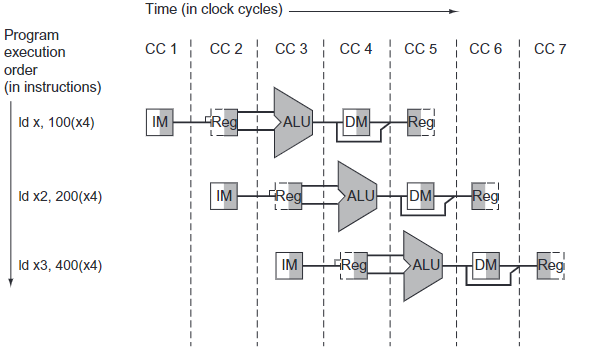 Time (in clock cycles)
Program
execution
order
(in instructions)
CC 1 CC 2 CC 3 CC 4 CC 5 CC 6 CC 7
ld x, 100(x4)
IM Reg ALU DM Reg
ld x2, 200(x4)
IM Reg ALU DM Reg
ld x3, 400(x4)
IM Reg ALU DM Reg